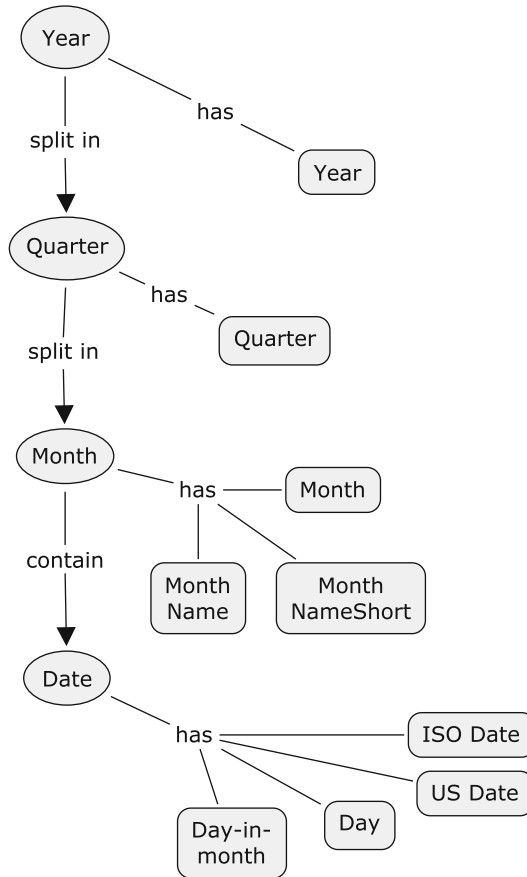 Year
has
split in
Year
Quarter
has
Quarter
split in
Month
has
Month
Month
Name
Month
NameShort
contain
Date
has
ISO Date
US Date
Day
Day-in-
month